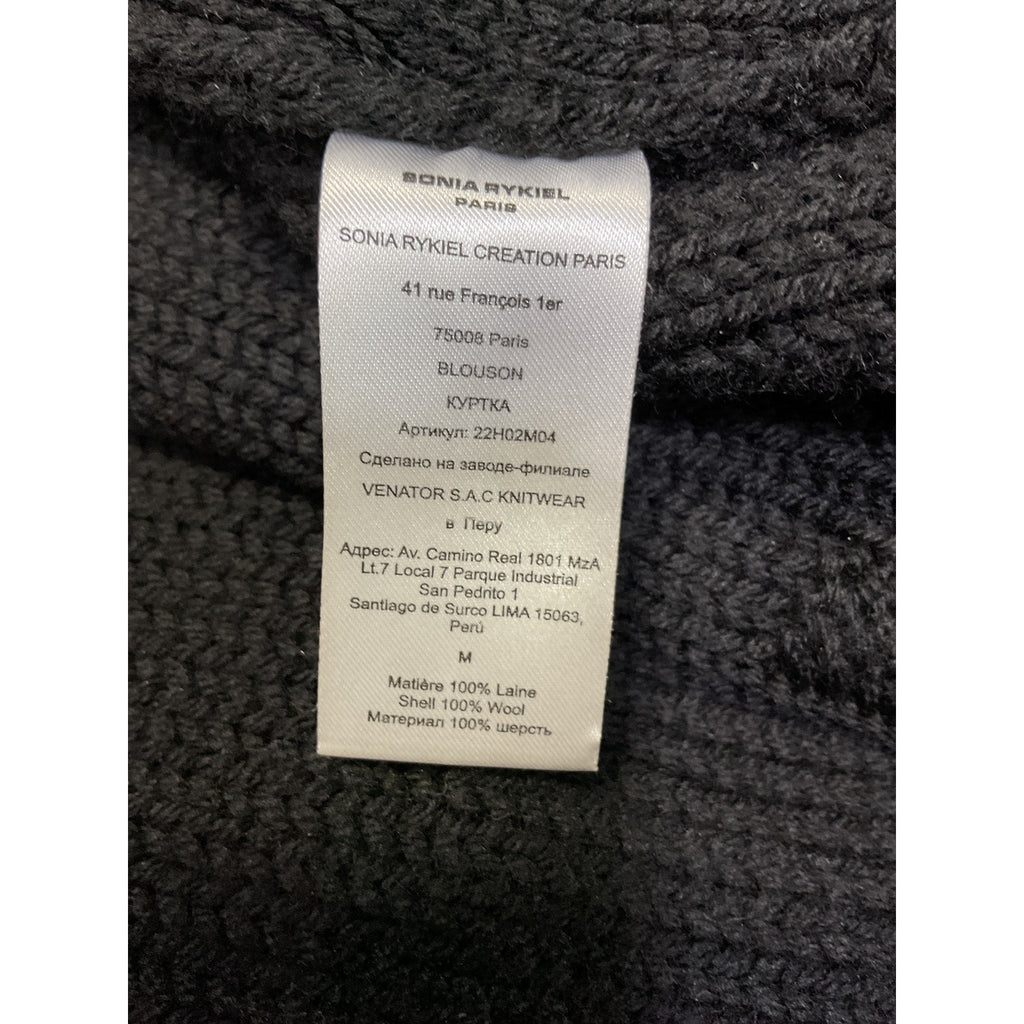 SONIA RYKIEL
PARIS
SONIA RYKIEL CREATION PARIS
41 rue François 1er
75008 Paris
BLOUSON
КУРТКА
Артикул: 22H02M04
Сделано на заводе-филиале
VENATOR S.A.C KNITWEAR
в Перу
Адрес: Av. Camino Real 1801 MzA
Lt.7 Local 7 Parque Industrial
San Pedrito 1
Santiago de Surco LIMA 15063,
Perú
M
Matière 100% Laine
Shell 100% Wool
Материал 100% шерсть